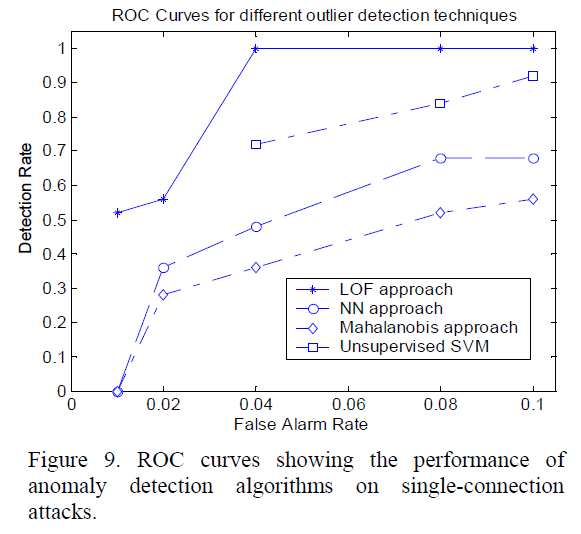 ROC Curves for different outlier detection techniques
1
0.9
0.8
0.7
0.6
0.5
0.4
0.3
0.2
0.1
0
Detection Rate
LOF approach
NN approach
Mahalanobis approach
Unsupervised SVM
0 0.02 0.04 0.06 0.08 0.1
False Alarm Rate
Figure 9. ROC curves showing the performance of
anomaly detection algorithms on single-connection
attacks.